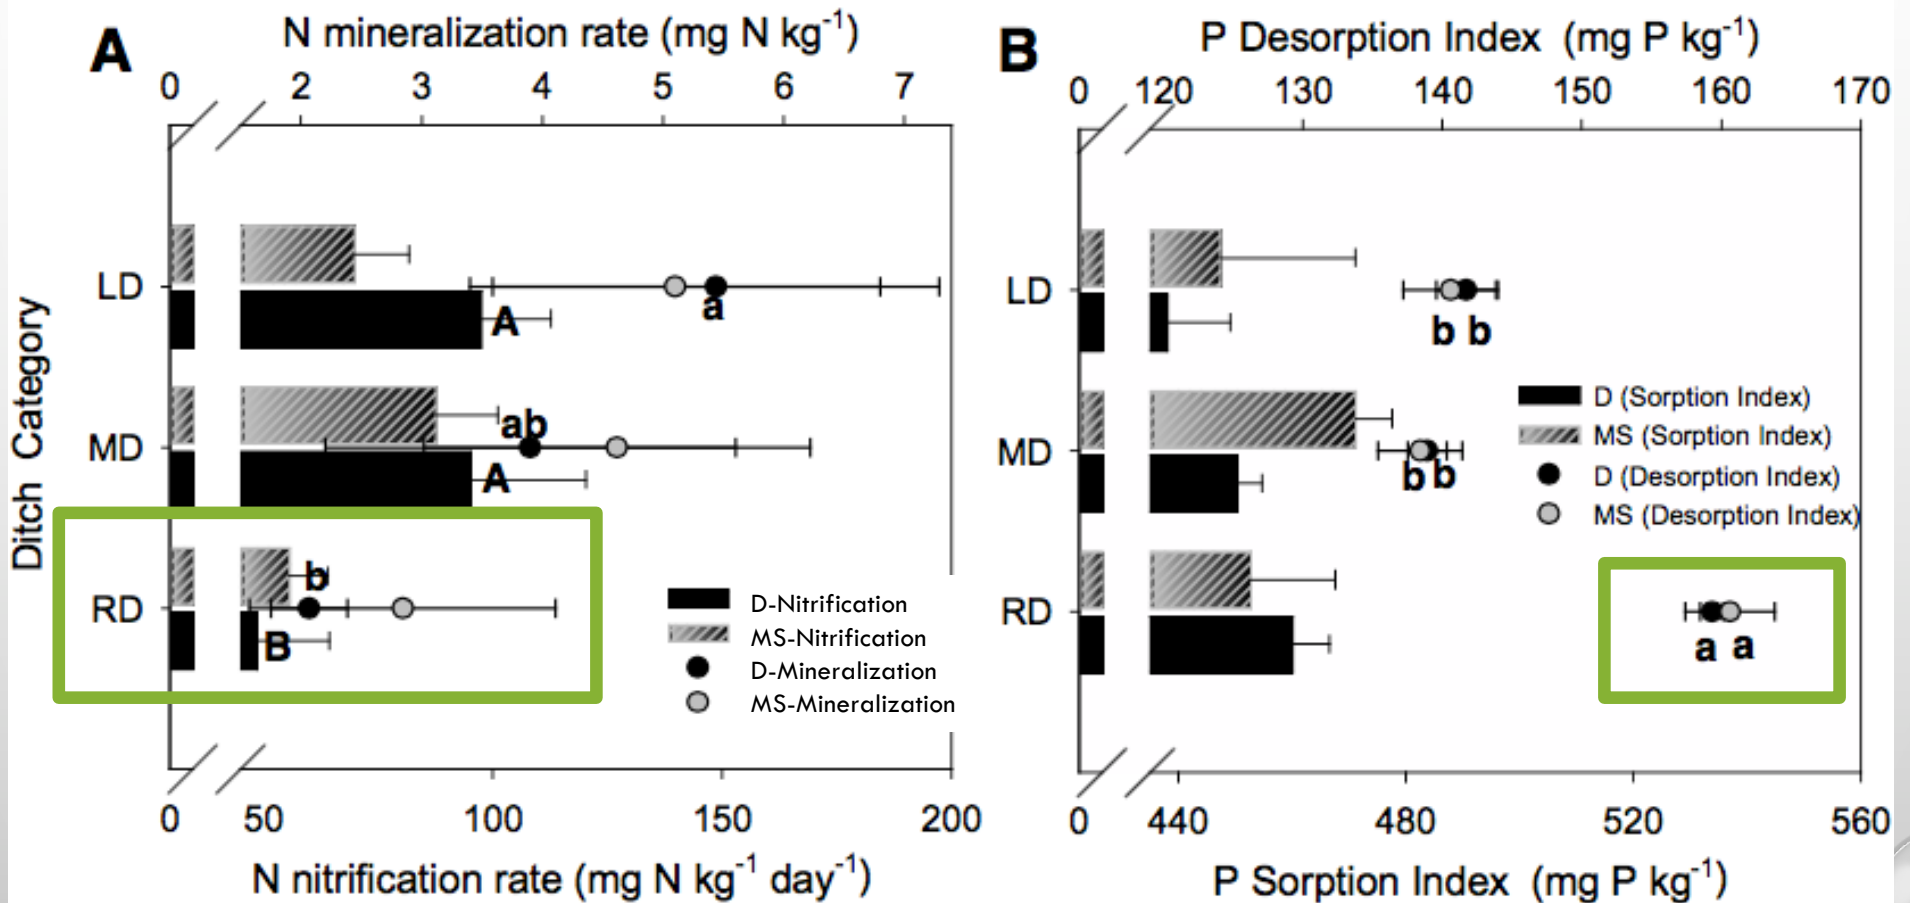 A
N mineralization rate (mg N kg⁻¹)
0 2 3 4 5 6 7
Ditch Category
LD
A
a
MD
ab
A
RD
b
B
D-Nitrification
MS-Nitrification
D-Mineralization
MS-Mineralization
0 50 100 150 200
N nitrification rate (mg N kg⁻¹ day⁻¹)
B
P Desorption Index (mg P kg⁻¹)
0 120 130 140 150 160 170
LD
b b
MD
b b
RD
a a
D (Sorption Index)
MS (Sorption Index)
D (Desorption Index)
MS (Desorption Index)
0 440 480 520 560
P Sorption Index (mg P kg⁻¹)